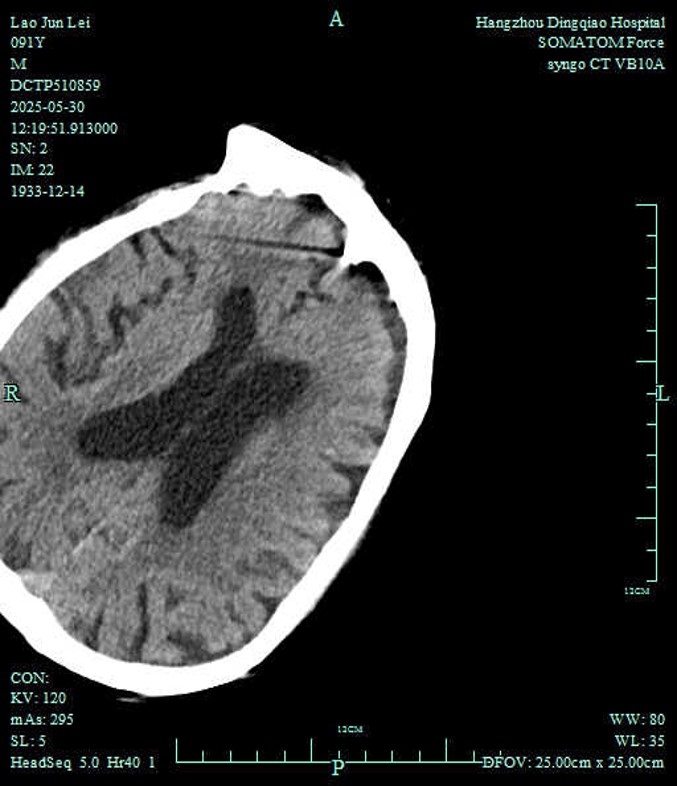 Lao Jun Lei
091Y
M
DCTP510859
2025-05-30
12:19:51.913000
SN: 2
IM: 22
1933-12-14
A
Hangzhou Dingqiao Hospital
SOMATOM Force
syngo CT VB10A
R
L
12CM
CON:
KV: 120
mAs: 295
SL: 5
HeadSeq 5.0 Hr40 1
12CM
P
WW: 80
WL: 35
DFOV: 25.00cm x 25.00cm